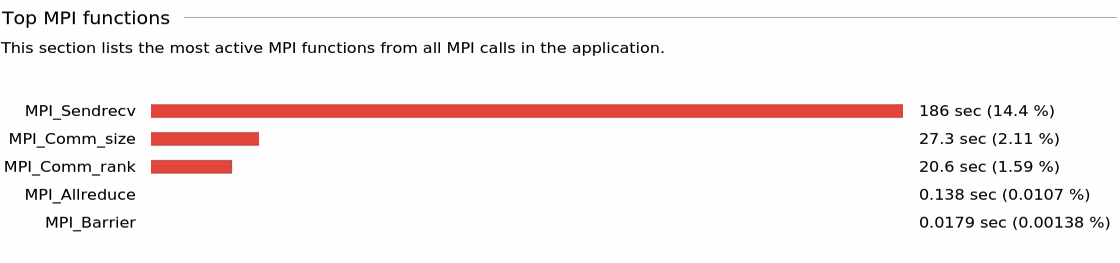 Top MPI functions
This section lists the most active MPI functions from all MPI calls in the application.
MPI_Sendrecv 186 sec (14.4 %)
MPI_Comm_size 27.3 sec (2.11 %)
MPI_Comm_rank 20.6 sec (1.59 %)
MPI_Allreduce 0.138 sec (0.0107 %)
MPI_Barrier 0.0179 sec (0.00138 %)